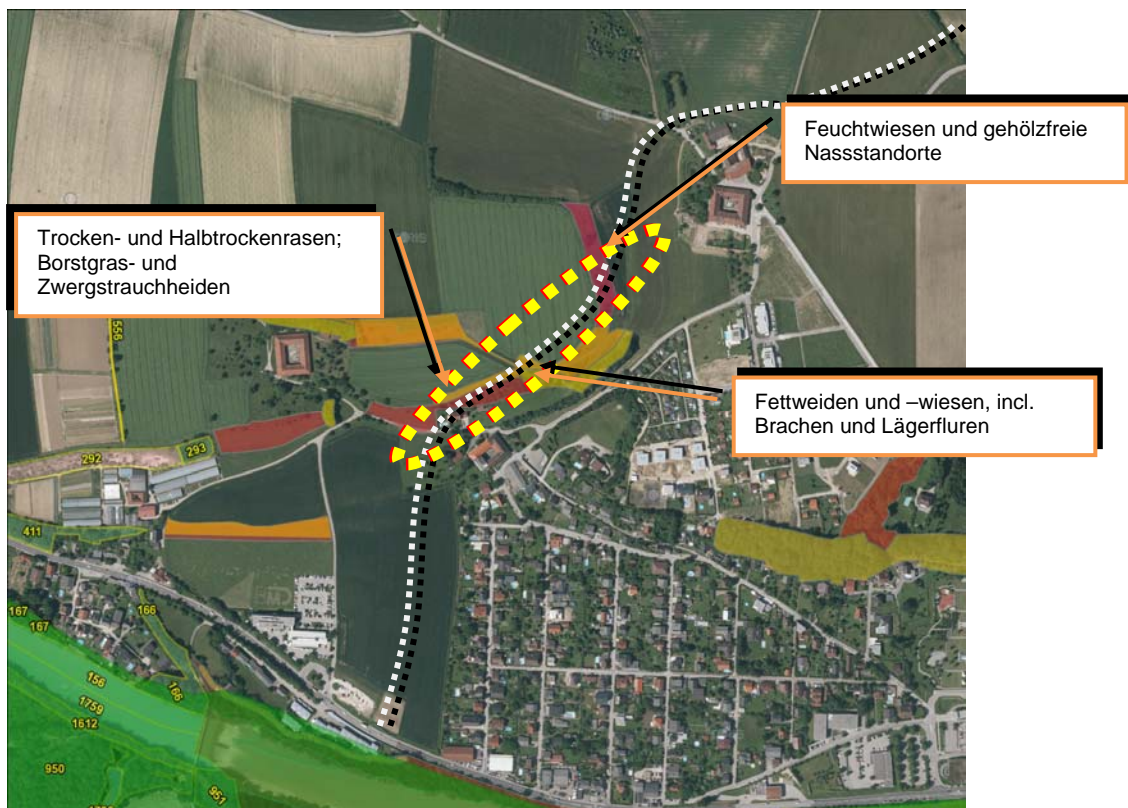 Feuchtwiesen und gehölzfreie
Nassstandorte
Trocken- und Halbtrockenrasen;
Borstgras- und
Zwergstrauchheiden
556
Fettweiden und –wiesen, incl.
Brachen und Lägerfluren
293
292
411
166
167
167
166
156
1759
1612
950
951